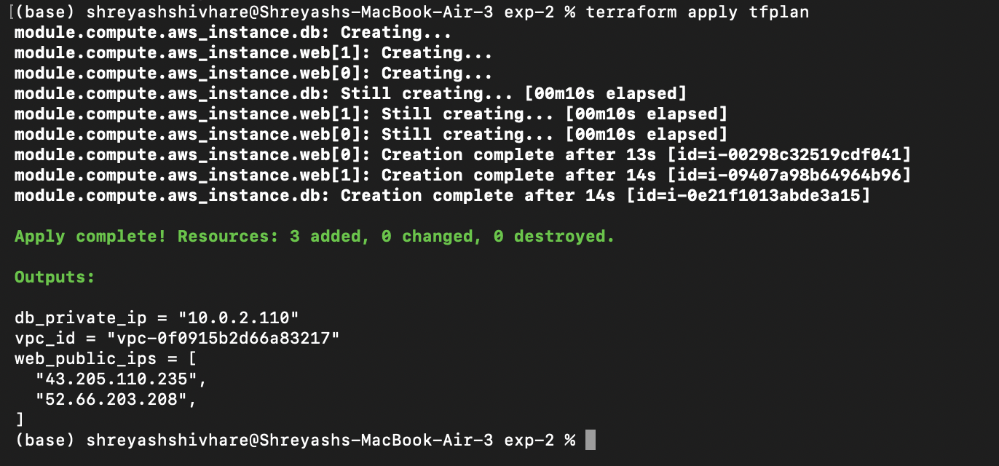 [(base) shreyashshivhare@Shreyashs-MacBook-Air-3 exp-2 % terraform apply tfplan
module.compute.aws_instance.db: Creating...
module.compute.aws_instance.web[1]: Creating...
module.compute.aws_instance.web[0]: Creating...
module.compute.aws_instance.db: Still creating... [00m10s elapsed]
module.compute.aws_instance.web[1]: Still creating... [00m10s elapsed]
module.compute.aws_instance.web[0]: Still creating... [00m10s elapsed]
module.compute.aws_instance.web[0]: Creation complete after 13s [id=i-00298c32519cdf041]
module.compute.aws_instance.web[1]: Creation complete after 14s [id=i-09407a98b64964b96]
module.compute.aws_instance.db: Creation complete after 14s [id=i-0e21f1013abde3a15]
Apply complete! Resources: 3 added, 0 changed, 0 destroyed.
Outputs:
db_private_ip = "10.0.2.110"
vpc_id = "vpc-0f0915b2d66a83217"
web_public_ips = [
  "43.205.110.235",
  "52.66.203.208",
]
(base) shreyashshivhare@Shreyashs-MacBook-Air-3 exp-2 %